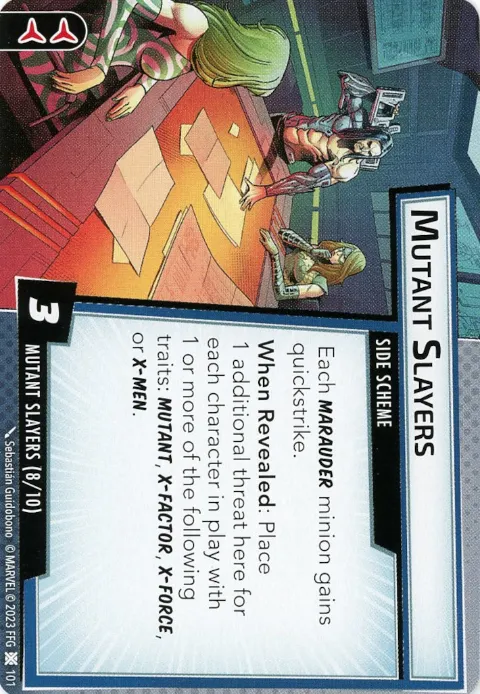 MUTANT SLAYERS
SIDE SCHEME
Each MARAUDER minion gains
quickstrike.
When Revealed: Place
1 additional threat here for
each character in play with
1 or more of the following
traits: MUTANT, X-FACTOR, X-FORCE,
or X-MEN.
3
MUTANT SLAYERS (8/10)
Sebastián Guidobono © MARVEL © 2023 FFG 101